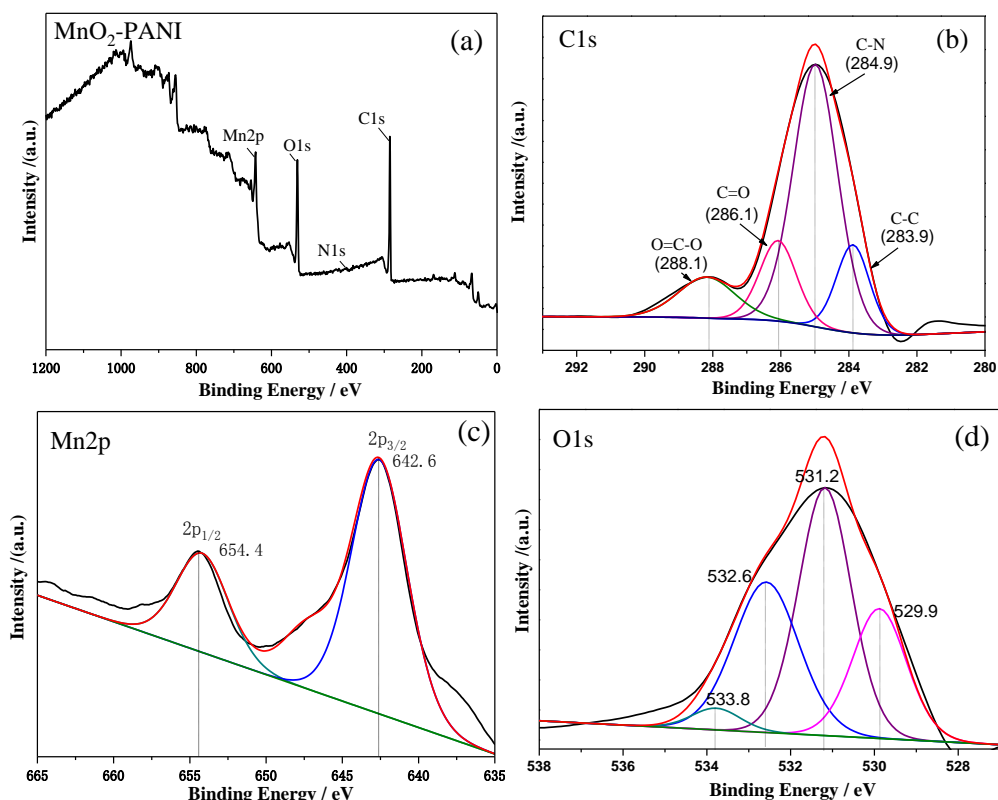 MnO₂-PANI
(a)
Mn2p
O1s
C1s
N1s
Intensity /(a.u.)
1200 1000 800 600 400 200 0
Binding Energy / eV
C1s
(b)
C-N
(284.9)
C=O
(286.1)
C-C
(283.9)
O=C-O
(288.1)
Intensity /(a.u.)
292 290 288 286 284 282 280
Binding Energy / eV
Mn2p
(c)
2p₃/₂
642.6
2p₁/₂
654.4
Intensity /(a.u.)
665 660 655 650 645 640 635
Binding Energy / eV
O1s
(d)
531.2
532.6
529.9
533.8
Intensity /(a.u.)
538 536 534 532 530 528
Binding Energy / eV